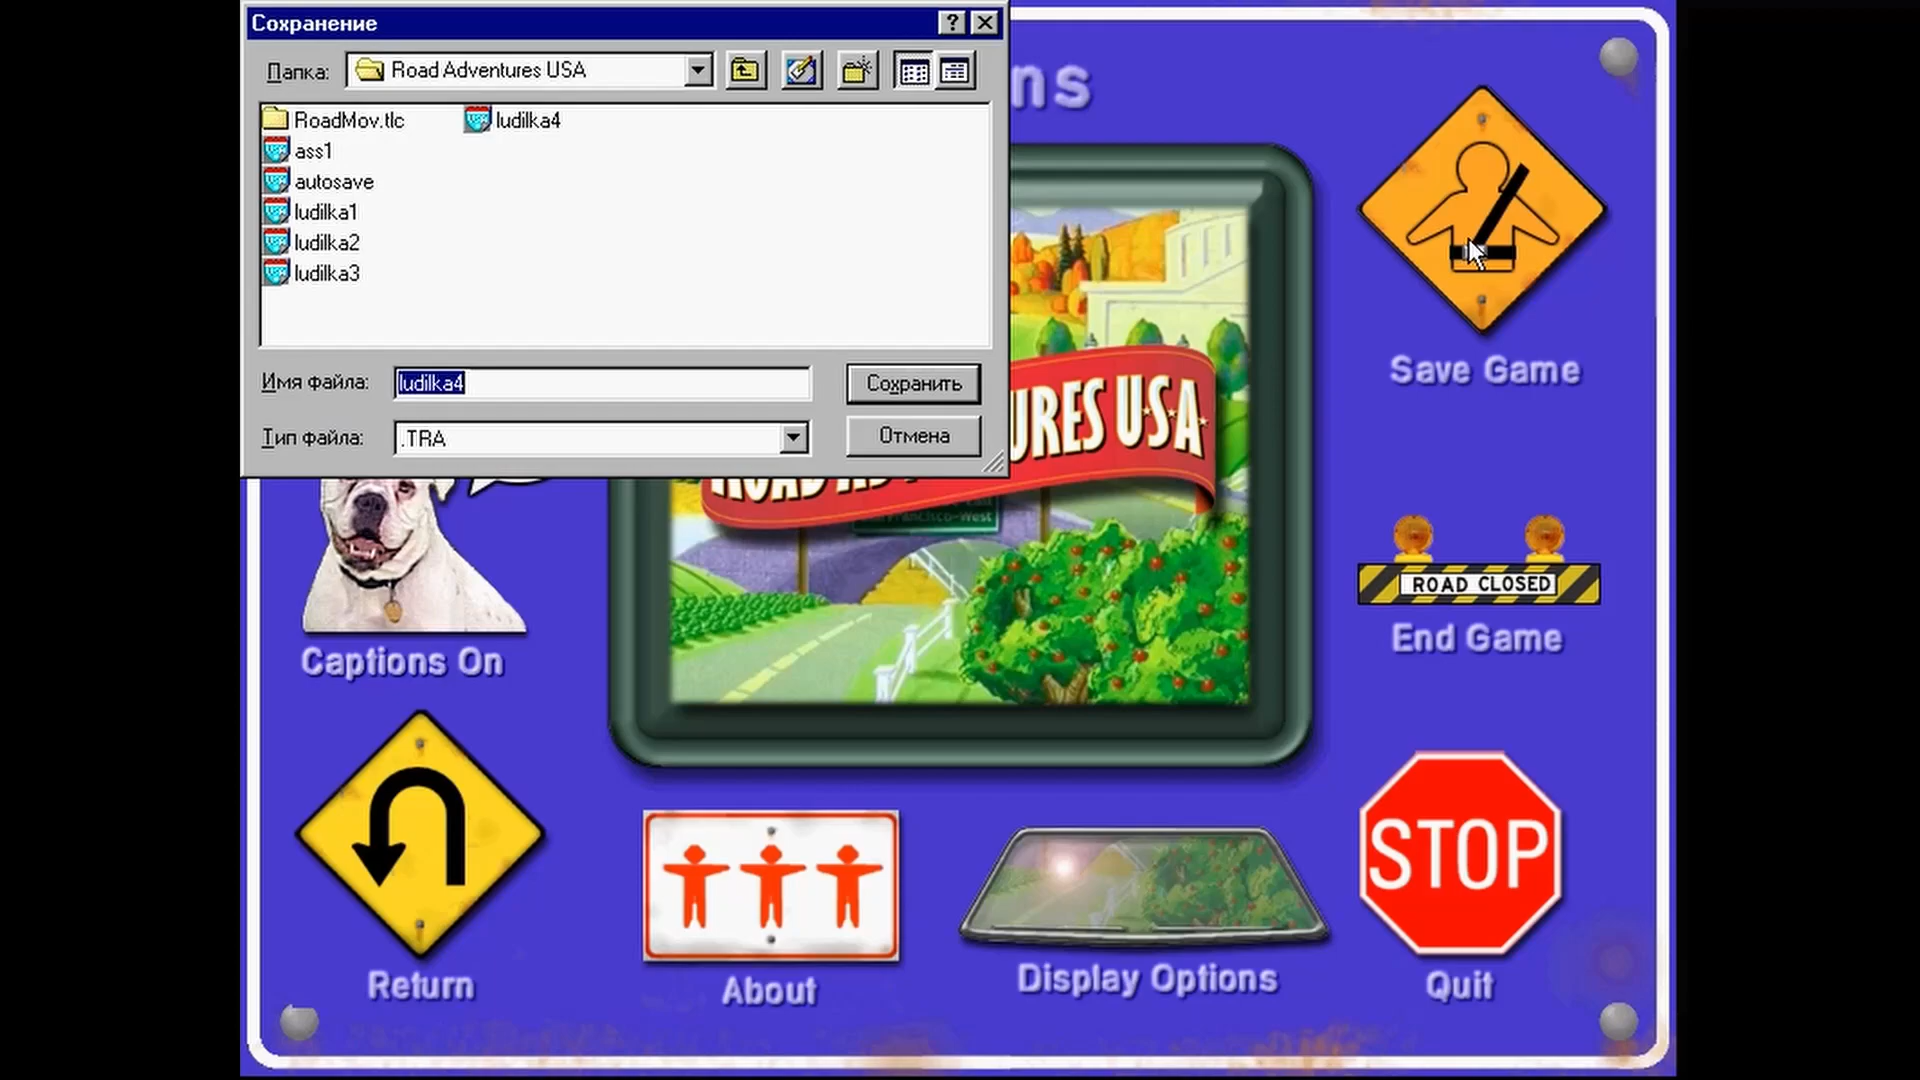 Сохранение
Папка: Road Adventures USA
RoadMov.tlc
ludilka4
ass1
autosave
ludilka1
ludilka2
ludilka3
Имя файла: ludilka4
Сохранить
Тип файла: .TRA
Отмена
ns
URES USA
Save Game
ROAD CLOSED
End Game
Captions On
Return
About
Display Options
STOP
Quit